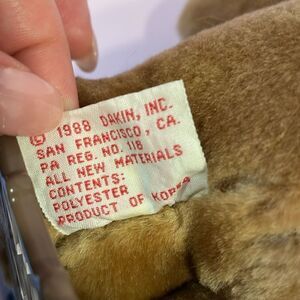 © 1988 DAKIN, INC.
SAN FRANCISCO, CA.
PA REG. NO. 118
ALL NEW MATERIALS
CONTENTS:
POLYESTER
PRODUCT OF KOREA